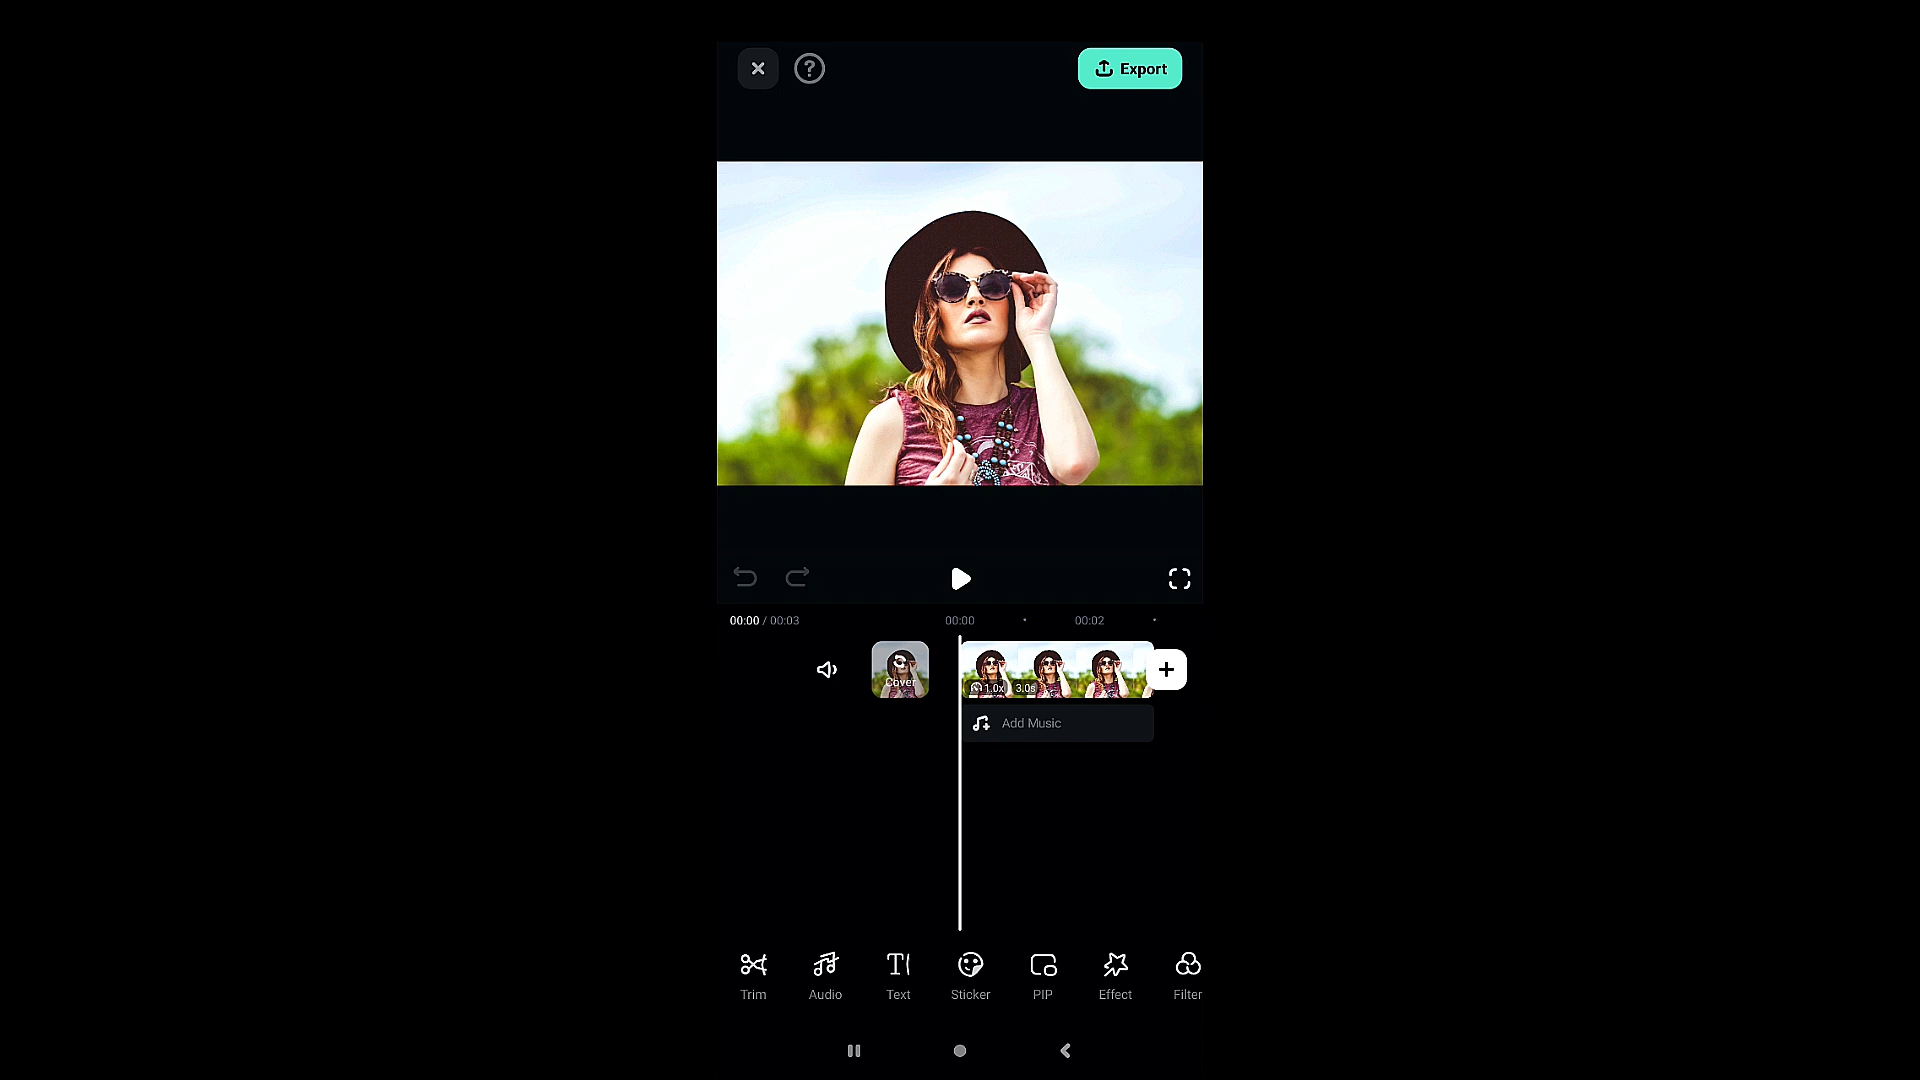 Export
00:00 / 00:03
00:00
00:02
Cover
1.0x
3.0s
Add Music
Trim
Audio
Text
Sticker
PIP
Effect
Filter